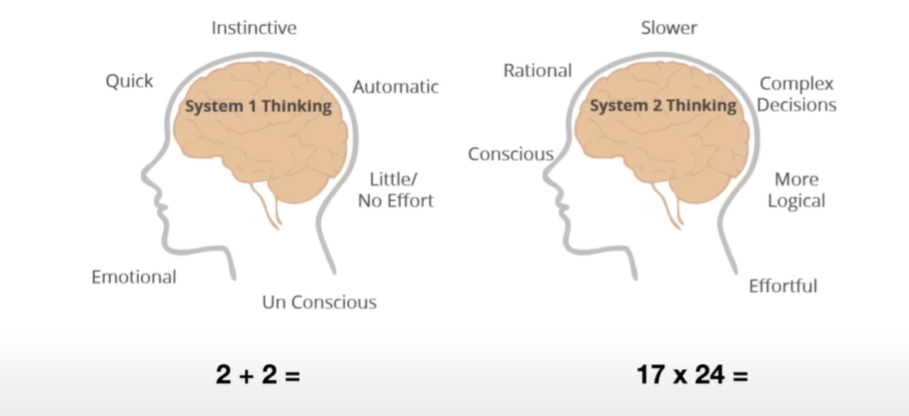 Instinctive
Quick
Automatic
System 1 Thinking
Little/
No Effort
Emotional
Un Conscious
2 + 2 =
Slower
Rational
Complex
Decisions
System 2 Thinking
Conscious
More
Logical
Effortful
17 x 24 =